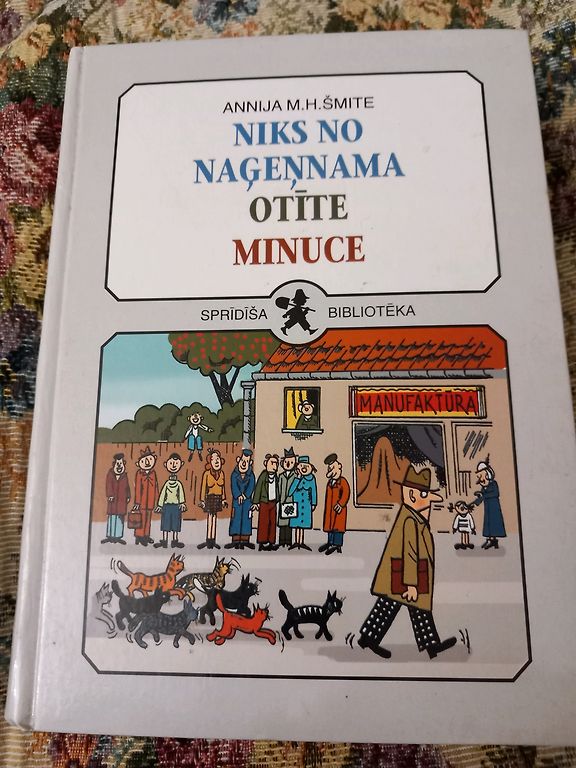 ANNIJA M.H.ŠMITE
NIKS NO
NAĢEŅNAMA
OTĪTE
MINUCE
SPRĪDĪŠA BIBLIOTĒKA
MANUFAKTŪRA